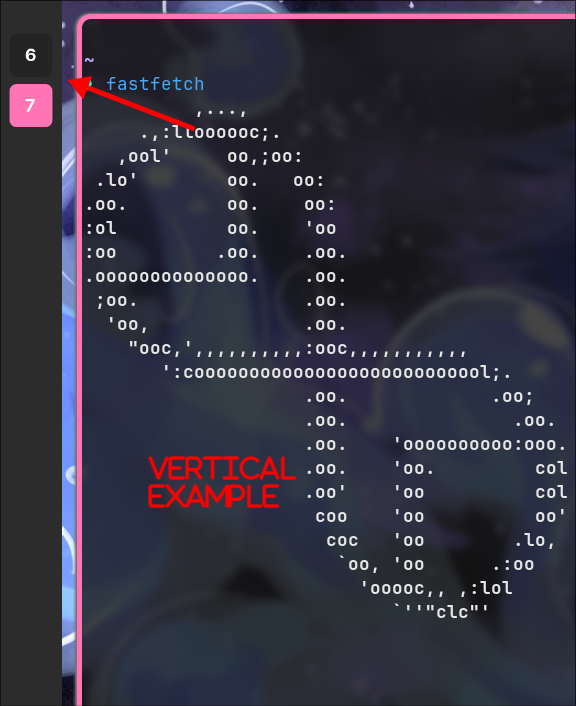 6
7
~
fastfetch
             ,...,
     .,:lloooooc;.
   ,ool'     oo,;oo:
 .lo'        oo.   oo:
.oo.         oo.    oo:
:ol          oo.    'oo
:oo         .oo.    .oo.
.oooooooooooooo.    .oo.
 ;oo.               .oo.
  'oo,              .oo.
    "ooc,',,,,,,,,,,:ooc,,,,,,,,,,,
       ':cooooooooooooooooooooooooool;.
                    .oo.             .oo;
                    .oo.               .oo.
                    .oo.    'oooooooooo:ooo.
VERTICAL            .oo.    'oo.         col
EXAMPLE             .oo'    'oo          col
                     coo    'oo          oo'
                      coc   'oo        .lo,
                       `oo, 'oo      .:oo
                         'ooooc,, ,:lol
                            `''"clc"'